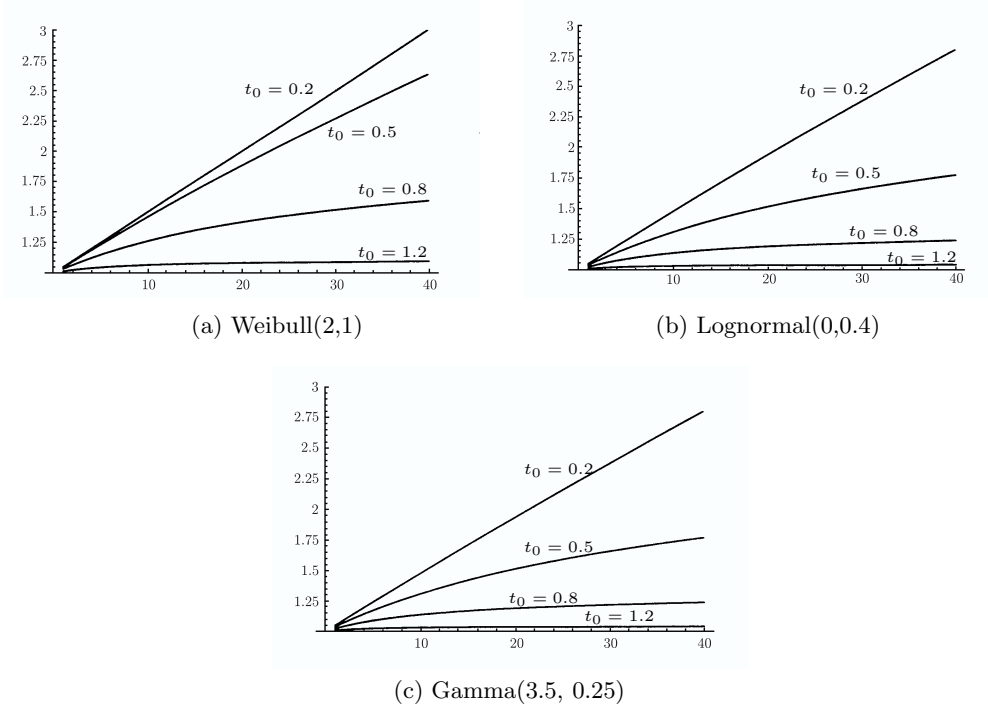 3
2.75
2.5
2.25
2
1.75
1.5
1.25
10 20 30 40
t₀ = 0.2
t₀ = 0.5
t₀ = 0.8
t₀ = 1.2
(a) Weibull(2,1)
3
2.75
2.5
2.25
2
1.75
1.5
1.25
10 20 30 40
t₀ = 0.2
t₀ = 0.5
t₀ = 0.8
t₀ = 1.2
(b) Lognormal(0,0.4)
3
2.75
2.5
2.25
2
1.75
1.5
1.25
10 20 30 40
t₀ = 0.2
t₀ = 0.5
t₀ = 0.8
t₀ = 1.2
(c) Gamma(3.5, 0.25)